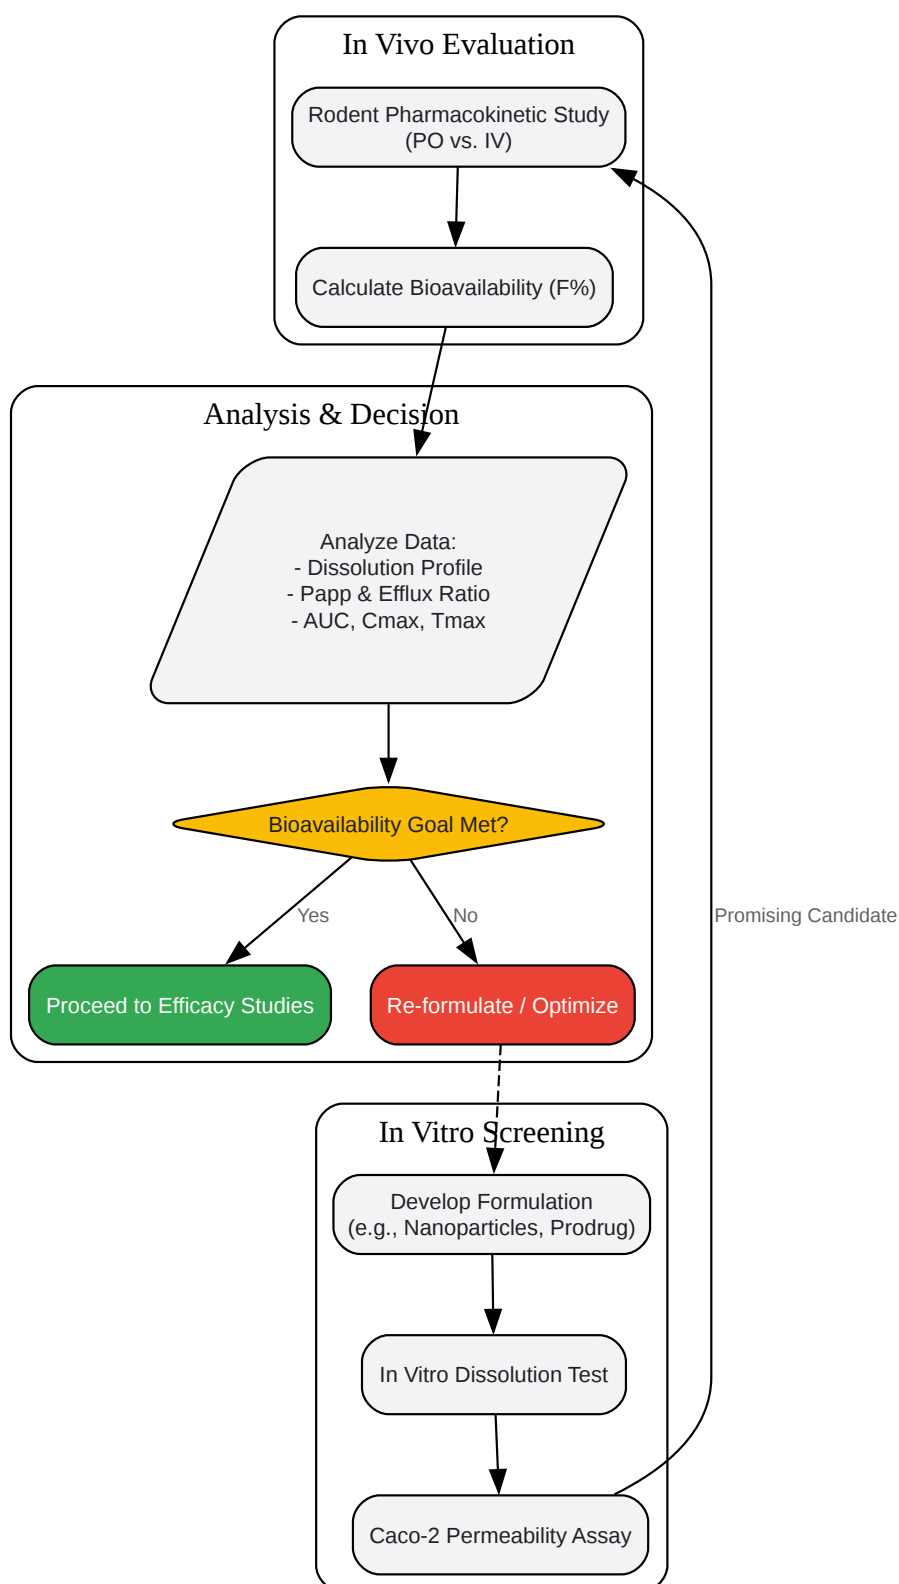 In Vivo Evaluation
Rodent Pharmacokinetic Study
(PO vs. IV)
Calculate Bioavailability (F%)
Analysis & Decision
Analyze Data:
- Dissolution Profile
- Papp & Efflux Ratio
- AUC, Cmax, Tmax
Bioavailability Goal Met?
Yes
No
Promising Candidate
Proceed to Efficacy Studies
Re-formulate / Optimize
In Vitro Screening
Develop Formulation
(e.g., Nanoparticles, Prodrug)
In Vitro Dissolution Test
Caco-2 Permeability Assay